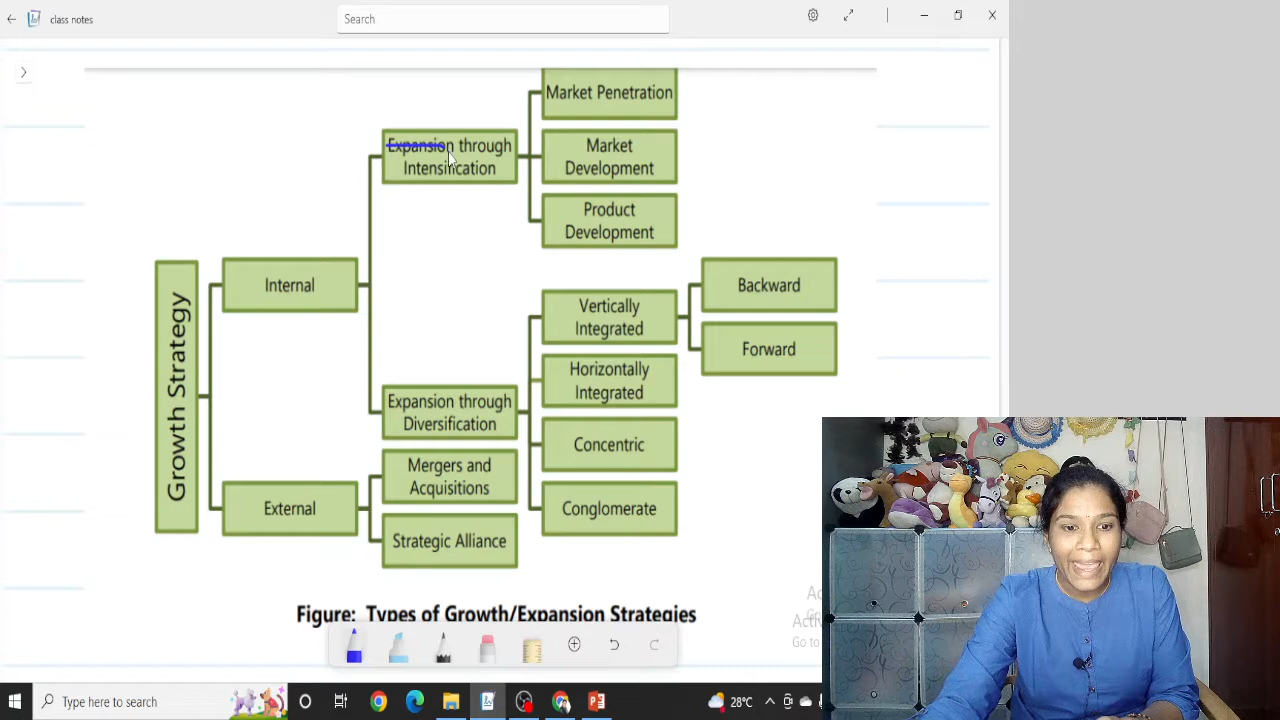 class notes
Search
Market Penetration
Expansion through
Intensification
Market
Development
Product
Development
Internal
Vertically
Integrated
Backward
Forward
Growth Strategy
Horizontally
Integrated
Expansion through
Diversification
Concentric
Mergers and
Acquisitions
External
Conglomerate
Strategic Alliance
Figure: Types of Growth/Expansion Strategies
Go to
Type here to search
28°C